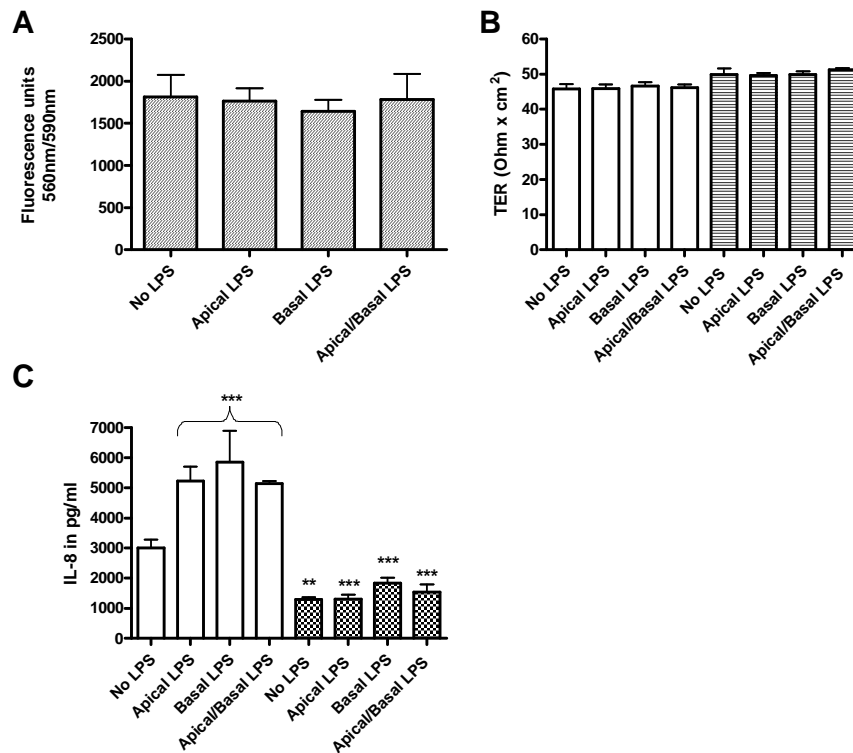 A
Fluorescence units
560nm/590nm
2500
2000
1500
1000
500
0
No LPS
Apical LPS
Basal LPS
Apical/Basal LPS
B
TER (Ohm x cm2)
60
50
40
30
20
10
0
No LPS
Apical LPS
Basal LPS
Apical/Basal LPS
No LPS
Apical LPS
Basal LPS
Apical/Basal LPS
C
IL-8 in pg/ml
7000
6000
5000
4000
3000
2000
1000
0
***
**
***
***
***
No LPS
Apical LPS
Basal LPS
Apical/Basal LPS
No LPS
Apical LPS
Basal LPS
Apical/Basal LPS